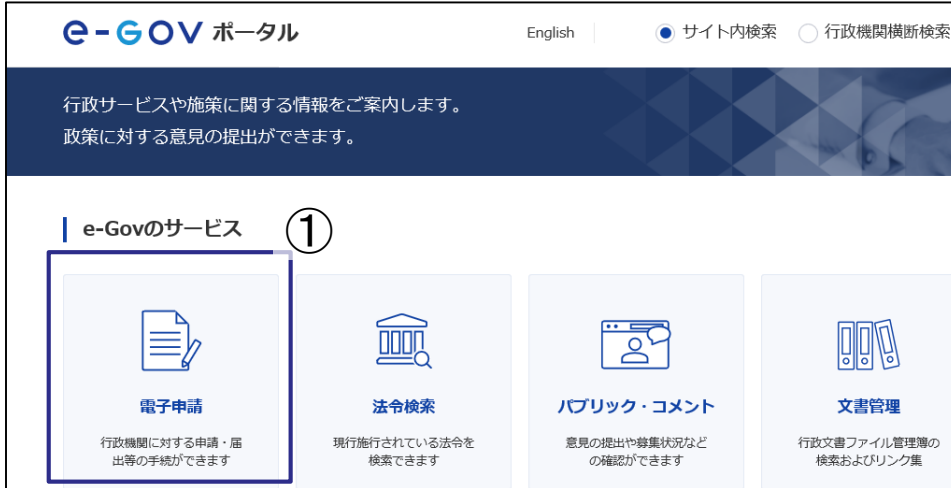 e-Gov ポータル
English
サイト内検索
行政機関横断検索
行政サービスや施策に関する情報をご案内します。
政策に対する意見の提出ができます。
e-Govのサービス
①
電子申請
行政機関に対する申請・届
出等の手続ができます
法令検索
現行施行されている法令を
検索できます
パブリック・コメント
意見の提出や募集状況など
の確認ができます
文書管理
行政文書ファイル管理簿の
検索およびリンク集